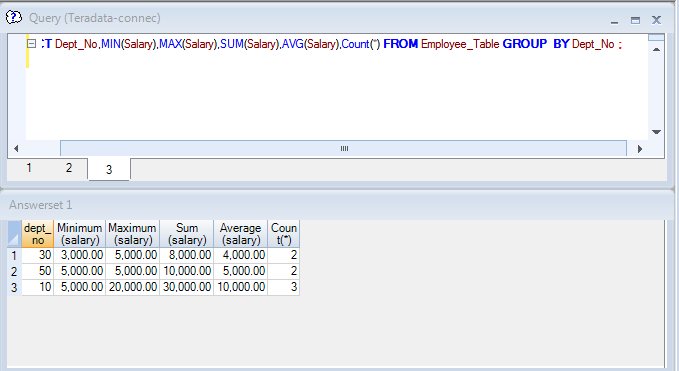 Query (Teradata-connec)
:T Dept_No,MIN(Salary),MAX(Salary),SUM(Salary),AVG(Salary),Count(*) FROM Employee_Table GROUP BY Dept_No ;
1 2 3
Answerset 1
dept_ Minimum Maximum Sum Average Coun
no (salary) (salary) (salary) (salary) t(*)
1 30 3,000.00 5,000.00 8,000.00 4,000.00 2
2 50 5,000.00 5,000.00 10,000.00 5,000.00 2
3 10 5,000.00 20,000.00 30,000.00 10,000.00 3